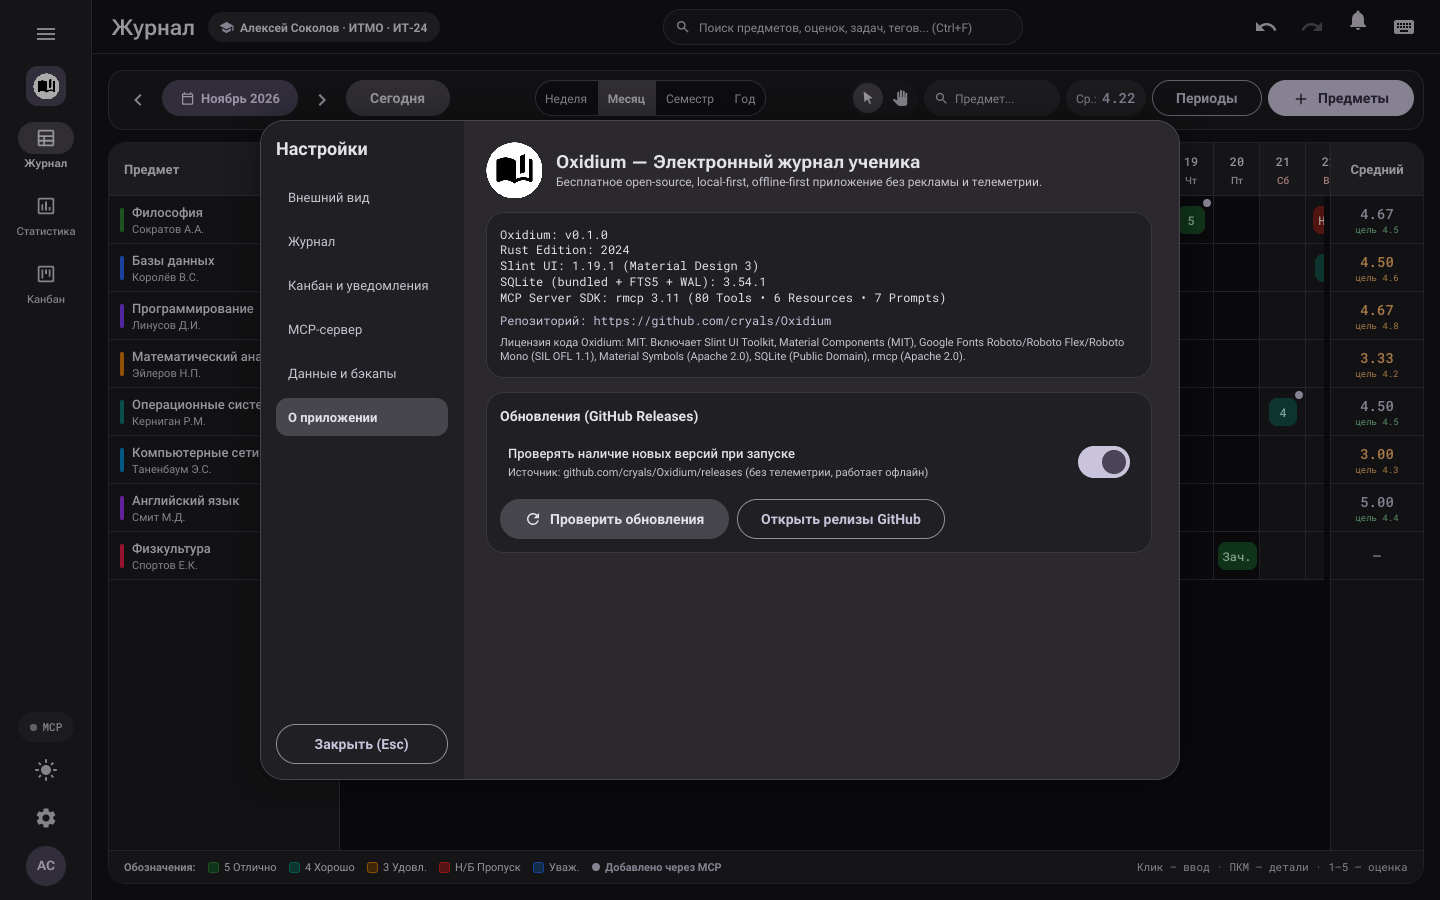 Журнал
Алексей Соколов · ИТМО · ИТ-24
Поиск предметов, оценок, задач, тегов... (Ctrl+F)
Ноябрь 2026
Сегодня
Неделя
Месяц
Семестр
Год
Предмет...
Ср.: 4.22
Периоды
Предметы
Журнал
Статистика
Канбан
MCP
АС
Предмет
Философия
Сократов А.А.
Базы данных
Королёв В.С.
Программирование
Линусов Д.И.
Математический ана
Эйлеров Н.П.
Операционные систе
Керниган Р.М.
Компьютерные сети
Таненбаум Э.С.
Английский язык
Смит М.Д.
Физкультура
Спортов Е.К.
Настройки
Внешний вид
Журнал
Канбан и уведомления
MCP-сервер
Данные и бэкапы
О приложении
Закрыть (Esc)
Oxidium — Электронный журнал ученика
Бесплатное open-source, local-first, offline-first приложение без рекламы и телеметрии.
Oxidium: v0.1.0
Rust Edition: 2024
Slint UI: 1.19.1 (Material Design 3)
SQLite (bundled + FTS5 + WAL): 3.54.1
MCP Server SDK: rmcp 3.11 (80 Tools • 6 Resources • 7 Prompts)
Репозиторий: https://github.com/cryals/Oxidium
Лицензия кода Oxidium: MIT. Включает Slint UI Toolkit, Material Components (MIT), Google Fonts Roboto/Roboto Flex/Roboto
Mono (SIL OFL 1.1), Material Symbols (Apache 2.0), SQLite (Public Domain), rmcp (Apache 2.0).
Обновления (GitHub Releases)
Проверять наличие новых версий при запуске
Источник: github.com/cryals/Oxidium/releases (без телеметрии, работает офлайн)
Проверить обновления
Открыть релизы GitHub
19
Чт
20
Пт
21
Сб
2
В
Средний
5
Н
4.67
цель 4.5
4.50
цель 4.6
4.67
цель 4.8
3.33
цель 4.2
4
4.50
цель 4.5
3.00
цель 4.3
5.00
цель 4.4
Зач.
—
Обозначения:
5 Отлично
4 Хорошо
3 Удовл.
Н/Б Пропуск
Уваж.
Добавлено через MCP
Клик — ввод · ПКМ — детали · 1–5 — оценка